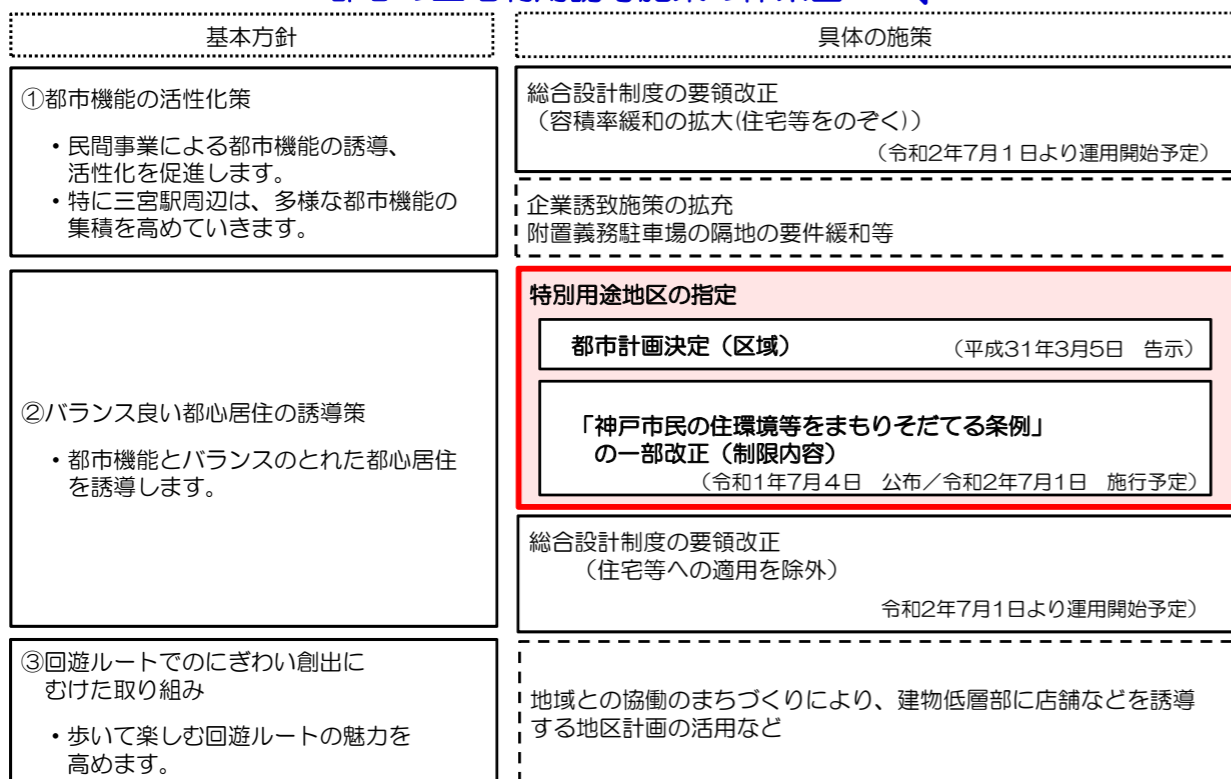 基本方針
具体の施策
①都市機能の活性化策
・民間事業による都市機能の誘導、
活性化を促進します。
・特に三宮駅周辺は、多様な都市機能の
集積を高めていきます。
総合設計制度の要領改正
（容積率緩和の拡大(住宅等をのぞく)）
（令和2年7月1日より運用開始予定）
企業誘致施策の拡充
附置義務駐車場の隔地の要件緩和等
②バランス良い都心居住の誘導策
・都市機能とバランスのとれた都心居住
を誘導します。
特別用途地区の指定
都市計画決定（区域）
（平成31年3月5日　告示）
「神戸市民の住環境等をまもりそだてる条例」
の一部改正（制限内容）
（令和1年7月4日　公布／令和2年7月1日　施行予定）
総合設計制度の要領改正
（住宅等への適用を除外）
令和2年7月1日より運用開始予定）
③回遊ルートでのにぎわい創出に
むけた取り組み
・歩いて楽しむ回遊ルートの魅力を
高めます。
地域との協働のまちづくりにより、建物低層部に店舗などを誘導
する地区計画の活用など